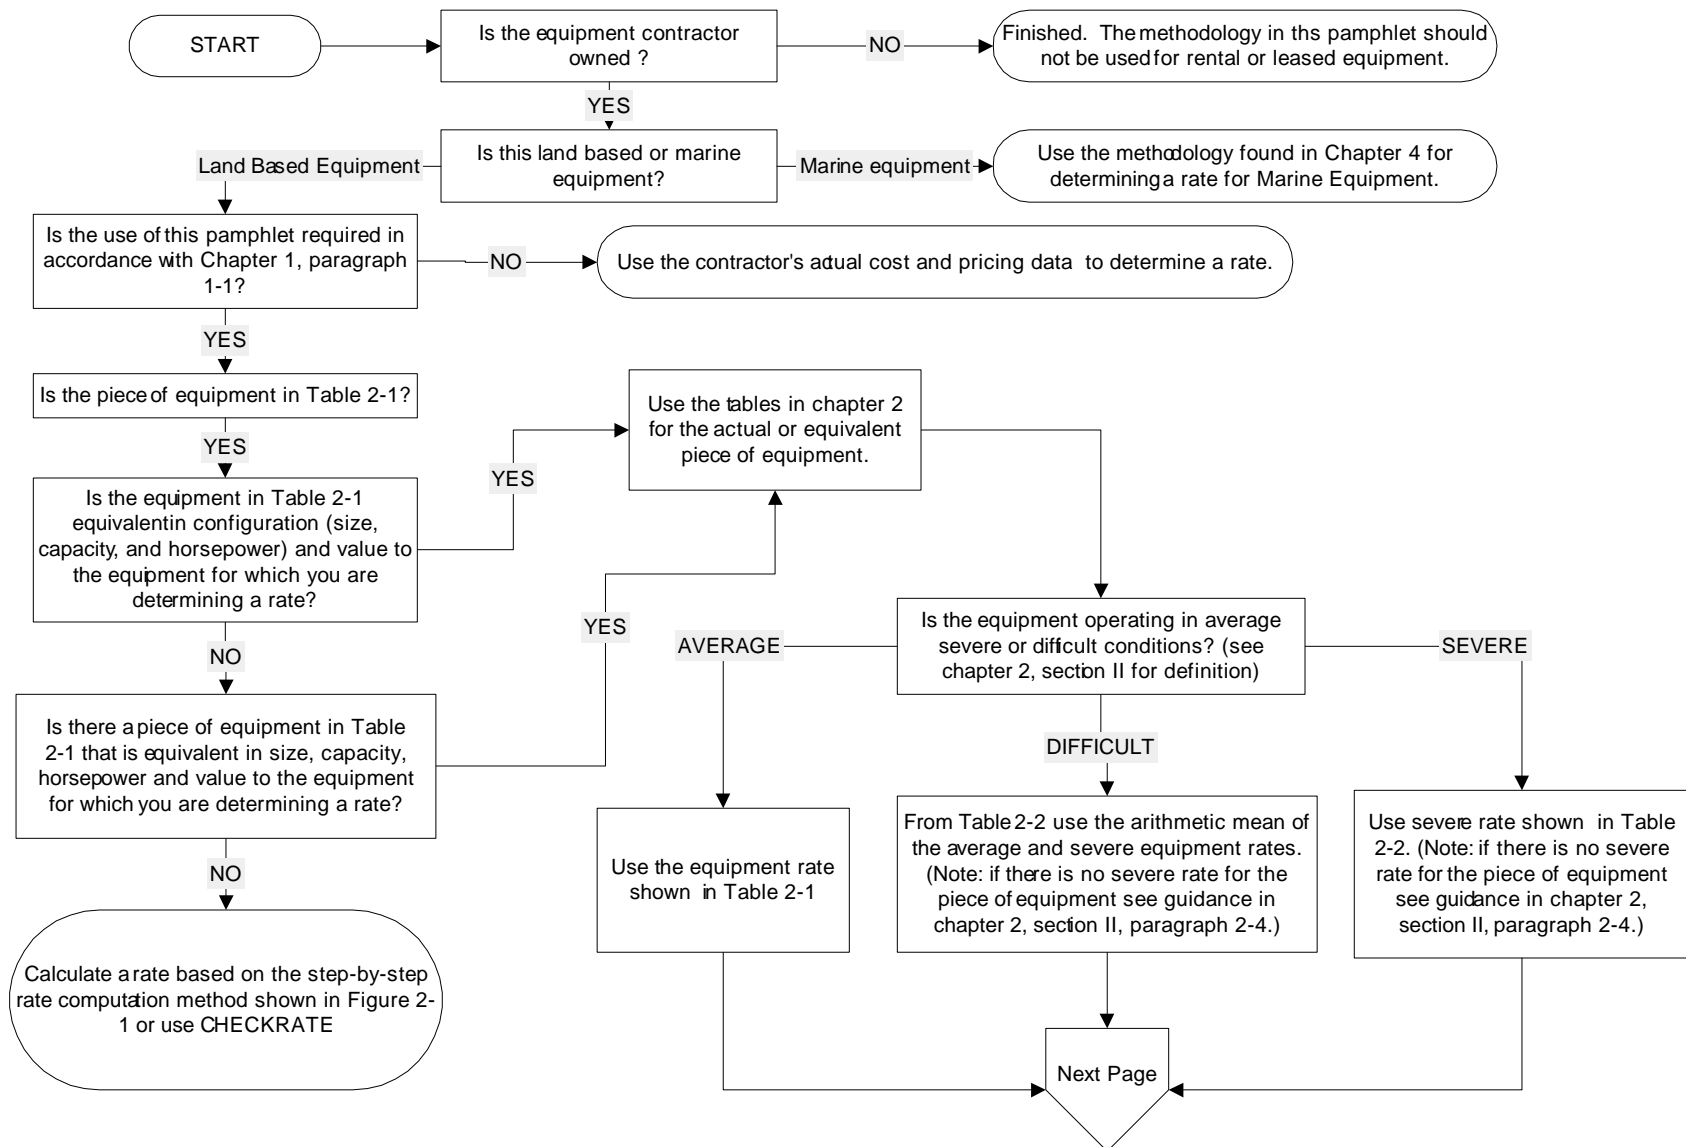 START
Is the equipment contractor
owned ?
NO
Finished.  The methodology in ths pamphlet should
not be used for rental or leased equipment.
YES
Is this land based or marine
equipment?
Land Based Equipment
Marine equipment
Use the methodology found in Chapter 4 for
determining a rate for Marine Equipment.
Is the use of this pamphlet required in
accordance with Chapter 1, paragraph
1-1?
NO
Use the contractor's actual cost and pricing data  to determine a rate.
YES
Is the piece of equipment in Table 2-1?
YES
Is the equipment in Table 2-1
equivalent in configuration (size,
capacity, and horsepower) and value to
the equipment for which you are
determining a rate?
YES
Use the tables in chapter 2
for the actual or equivalent
piece of equipment.
NO
Is there a piece of equipment in Table
2-1 that is equivalent in size, capacity,
horsepower and value to the equipment
for which you are determining a rate?
YES
NO
Calculate a rate based on the step-by-step
rate computation method shown in Figure 2-
1 or use CHECKRATE
Is the equipment operating in average
severe or difficult conditions? (see
chapter 2, section II for definition)
AVERAGE
SEVERE
DIFFICULT
Use the equipment rate
shown in Table 2-1
From Table 2-2 use the arithmetic mean of
the average and severe equipment rates.
(Note: if there is no severe rate for the
piece of equipment see guidance in
chapter 2, section II, paragraph 2-4.)
Use severe rate shown  in Table
2-2. (Note: if there is no severe
rate for the piece of equipment
see guidance in chapter 2,
section II, paragraph 2-4.)
Next Page